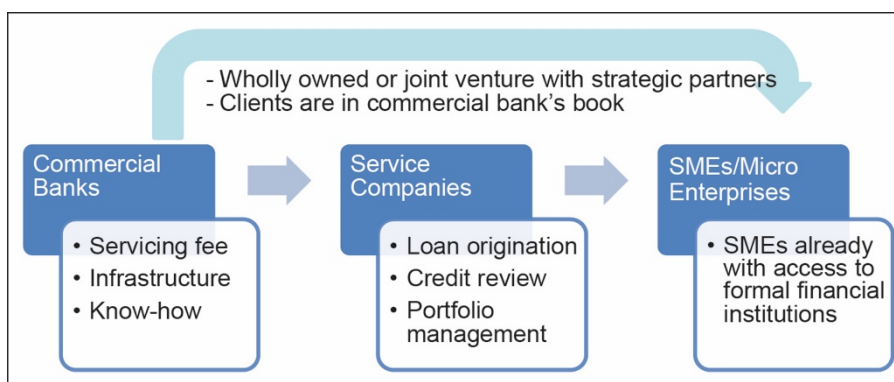 - Wholly owned or joint venture with strategic partners
- Clients are in commercial bank's book
Commercial
Banks
• Servicing fee
• Infrastructure
• Know-how
Service
Companies
• Loan origination
• Credit review
• Portfolio
management
SMEs/Micro
Enterprises
• SMEs already
with access to
formal financial
institutions